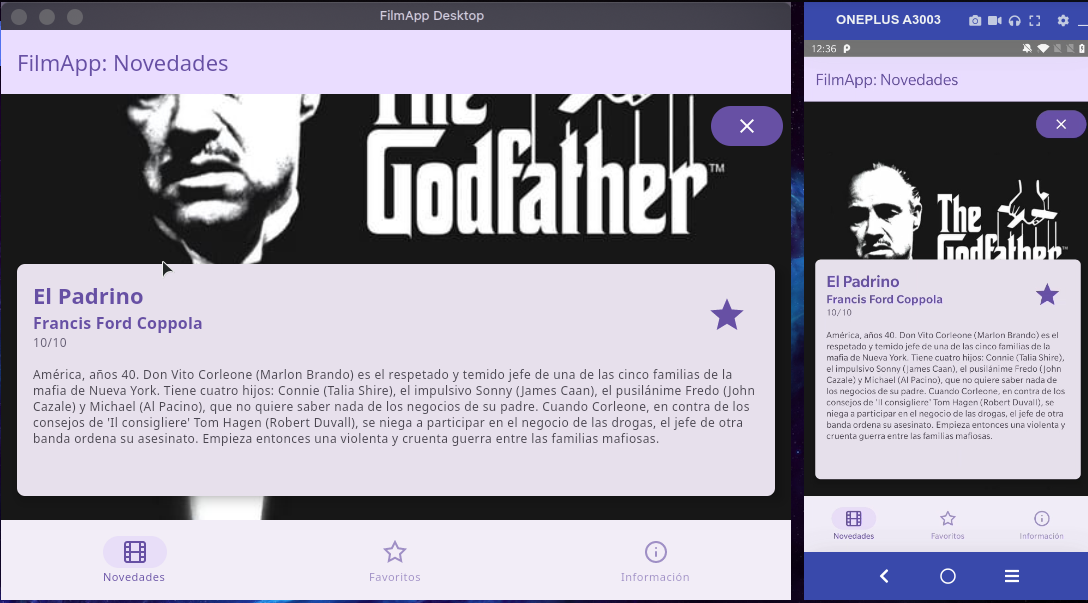 FilmApp Desktop
FilmApp: Novedades
The
Godfather™
El Padrino
Francis Ford Coppola
10/10
América, años 40. Don Vito Corleone (Marlon Brando) es el respetado y temido jefe de una de las cinco familias de la
mafia de Nueva York. Tiene cuatro hijos: Connie (Talia Shire), el impulsivo Sonny (James Caan), el pusilánime Fredo (John
Cazale) y Michael (Al Pacino), que no quiere saber nada de los negocios de su padre. Cuando Corleone, en contra de los
consejos de 'Il consigliere' Tom Hagen (Robert Duvall), se niega a participar en el negocio de las drogas, el jefe de otra
banda ordena su asesinato. Empieza entonces una violenta y cruenta guerra entre las familias mafiosas.
Novedades
Favoritos
Información
ONEPLUS A3003
12:36
FilmApp: Novedades
The
Godfather™
El Padrino
Francis Ford Coppola
10/10
América, años 40. Don Vito Corleone (Marlon Brando) es el
respetado y temido jefe de una de las cinco familias de la
mafia de Nueva York. Tiene cuatro hijos: Connie (Talia Shire),
el impulsivo Sonny (James Caan), el pusilánime Fredo (John
Cazale) y Michael (Al Pacino), que no quiere saber nada de
los negocios de su padre. Cuando Corleone, en contra de los
consejos de 'Il consigliere' Tom Hagen (Robert Duvall), se
niega a participar en el negocio de las drogas, el jefe de otra
banda ordena su asesinato. Empieza entonces una violenta y
cruenta guerra entre las familias mafiosas.
Novedades
Favoritos
Información